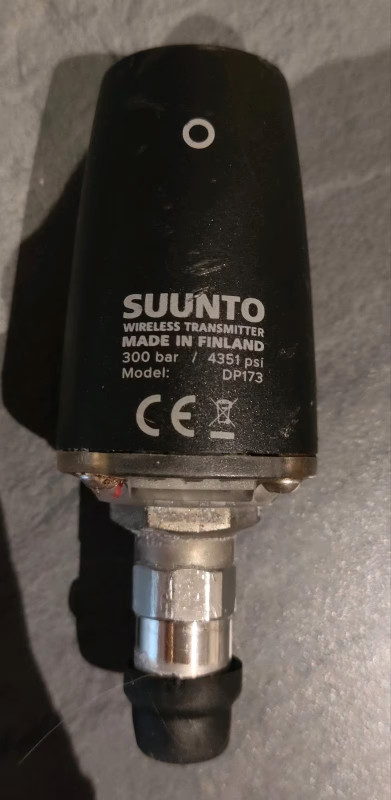 SUUNTO
WIRELESS TRANSMITTER
MADE IN FINLAND
300 bar / 4351 psi
Model: DP173
CE